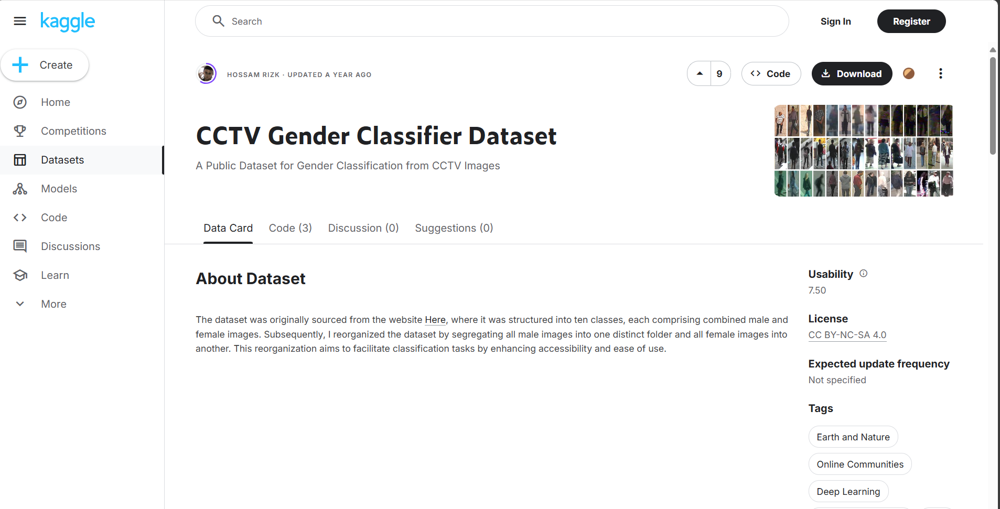 kaggle
Search
Sign In
Register
Create
Home
Competitions
Datasets
Models
Code
Discussions
Learn
More
HOSSAM RIZK · UPDATED A YEAR AGO
9
Code
Download
CCTV Gender Classifier Dataset
A Public Dataset for Gender Classification from CCTV Images
Data Card
Code (3)
Discussion (0)
Suggestions (0)
About Dataset
The dataset was originally sourced from the website Here, where it was structured into ten classes, each comprising combined male and
female images. Subsequently, I reorganized the dataset by segregating all male images into one distinct folder and all female images into
another. This reorganization aims to facilitate classification tasks by enhancing accessibility and ease of use.
Usability
7.50
License
CC BY-NC-SA 4.0
Expected update frequency
Not specified
Tags
Earth and Nature
Online Communities
Deep Learning